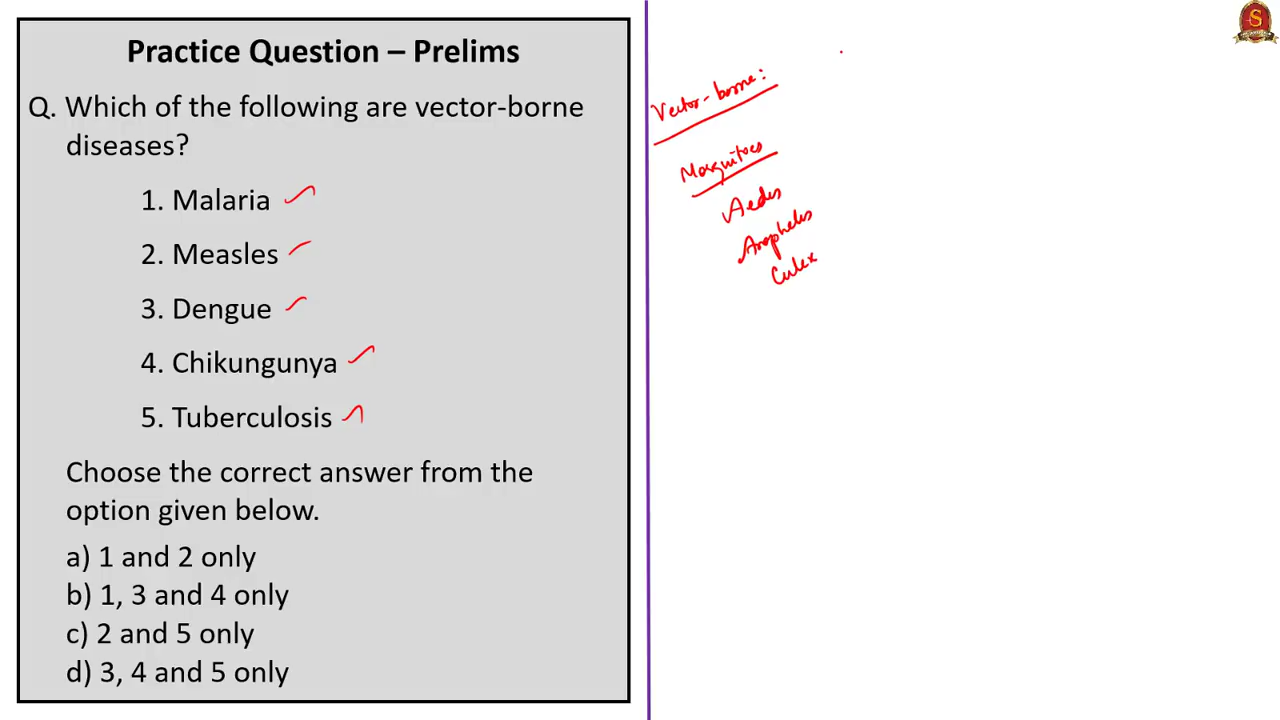 Practice Question – Prelims
Q. Which of the following are vector-borne
diseases?
1. Malaria
2. Measles
3. Dengue
4. Chikungunya
5. Tuberculosis
Choose the correct answer from the
option given below.
a) 1 and 2 only
b) 1, 3 and 4 only
c) 2 and 5 only
d) 3, 4 and 5 only
Vector-borne:
Mosquitoes
Aedes
Anopheles
Culex
S